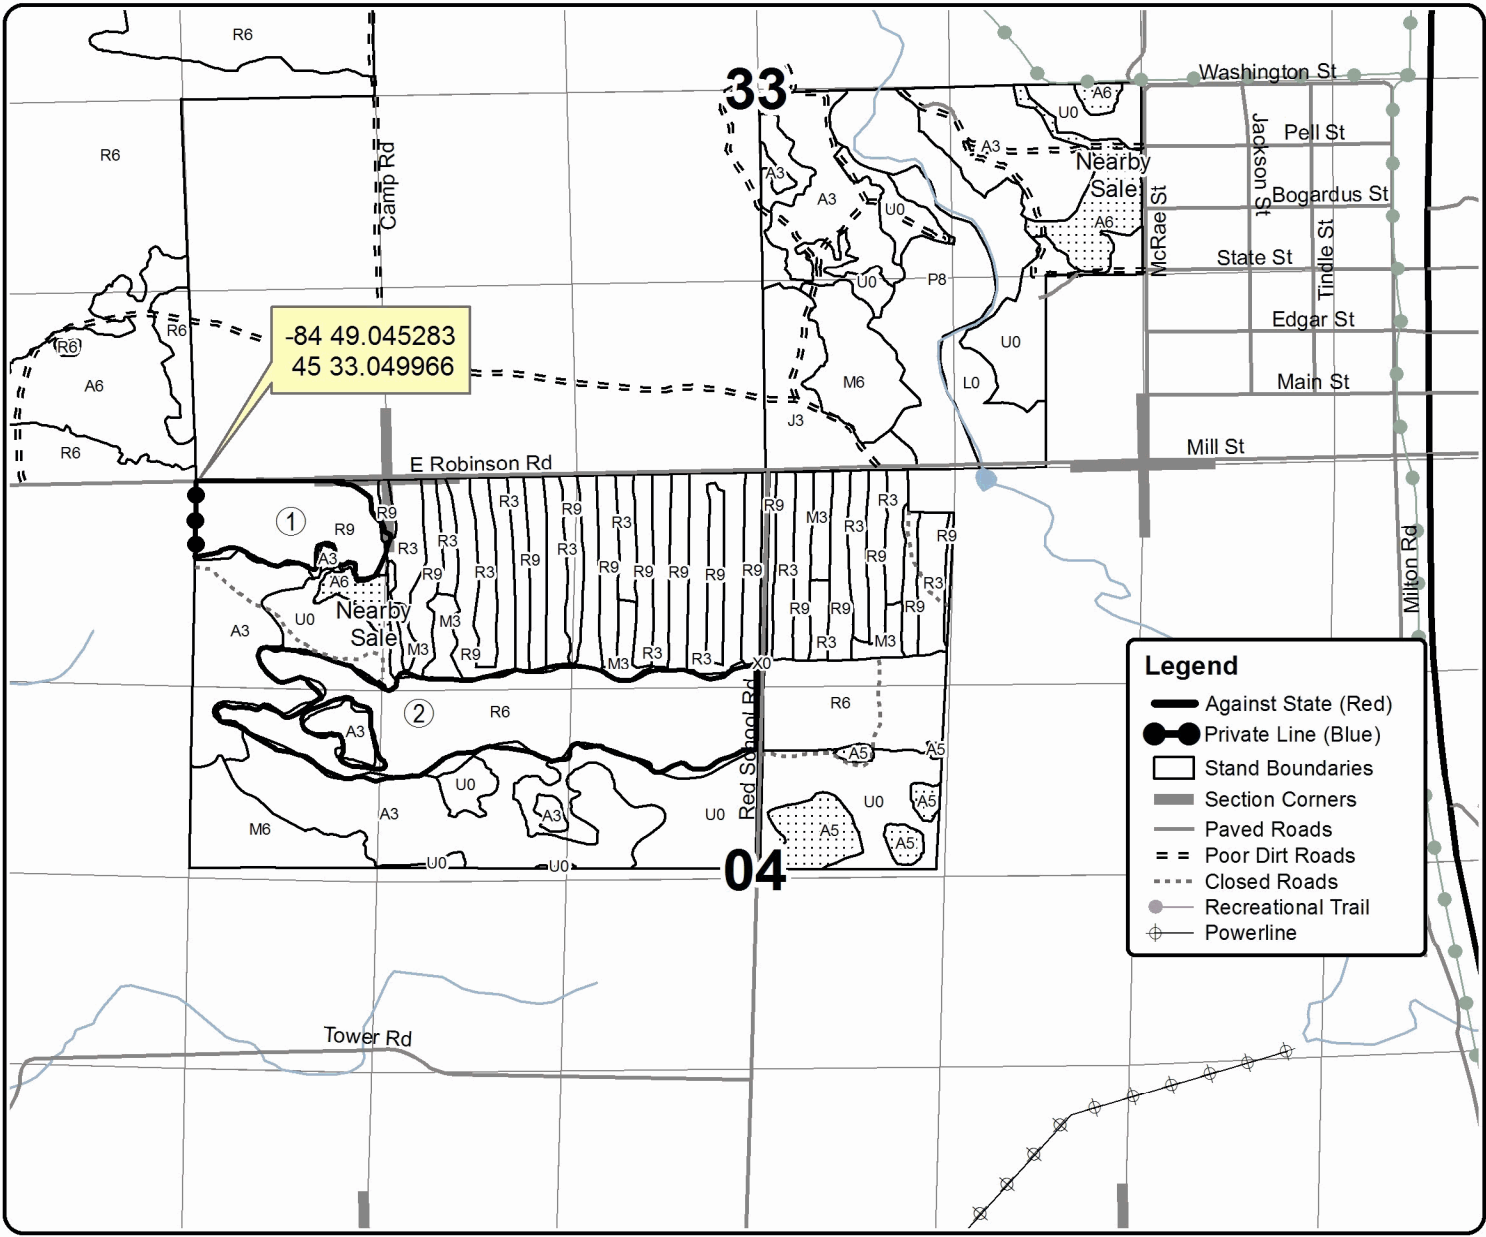 R6
33
Washington St
A6
U0
R6
Camp Rd
A3
Pell St
Jackson St
Nearby
Sale
A3
A3
McRae St
Bogardus St
U0
A6
Tindle St
State St
P8
U0
R6
-84 49.045283
45 33.049966
Edgar St
R6
U0
A6
M6
L0
Main St
J3
R6
E Robinson Rd
Mill St
1
R9
R9
R3
R9
R3
R9
M3
R3
R3
R9
A3
R3
R3
R3
R9
R3
R9
R9
R9
R9
R9
R9
R3
R9
R3
A6
R9
Milton Rd
Nearby
Sale
U0
A3
M3
R9
R9
R9
M3
R9
M3
R3
R3
X0
R3
M3
2
R6
Red School Rd
R6
A3
A5
A5
U0
A3
A3
M6
U0
U0
A5
A5
A5
U0
U0
04
Legend
Against State (Red)
Private Line (Blue)
Stand Boundaries
Section Corners
Paved Roads
Poor Dirt Roads
Closed Roads
Recreational Trail
Powerline
Tower Rd